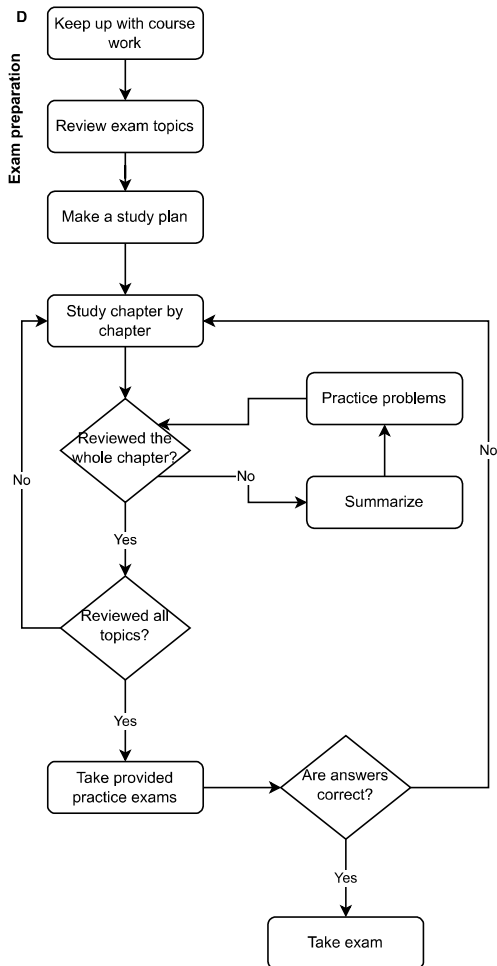 D
Exam preparation
Keep up with course
work
Review exam topics
Make a study plan
Study chapter by
chapter
Practice problems
Reviewed the
whole chapter?
No
No
No
Summarize
Yes
Reviewed all
topics?
Yes
Take provided
practice exams
Are answers
correct?
Yes
Take exam